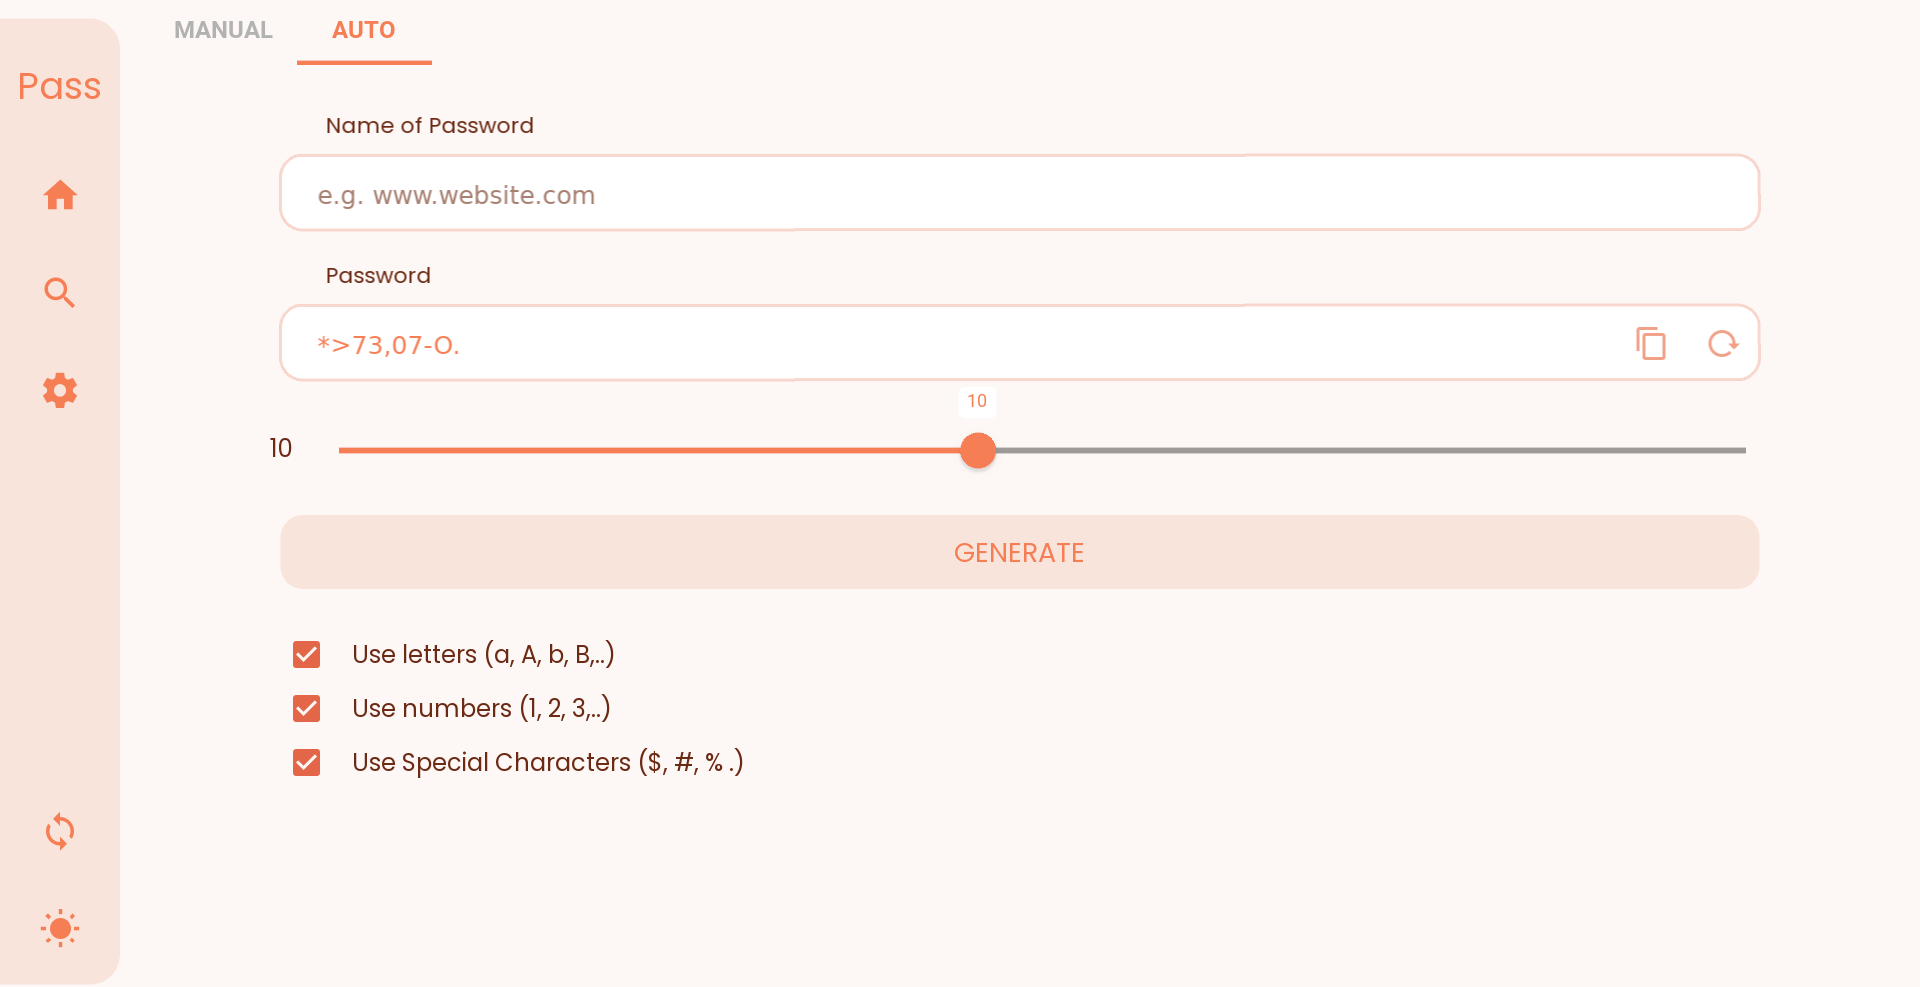 MANUAL AUTO
Pass
Name of Password
e.g. www.website.com
Password
*>73,07-O.
10
10
GENERATE
Use letters (a, A, b, B,..)
Use numbers (1, 2, 3,..)
Use Special Characters ($, #, % .)